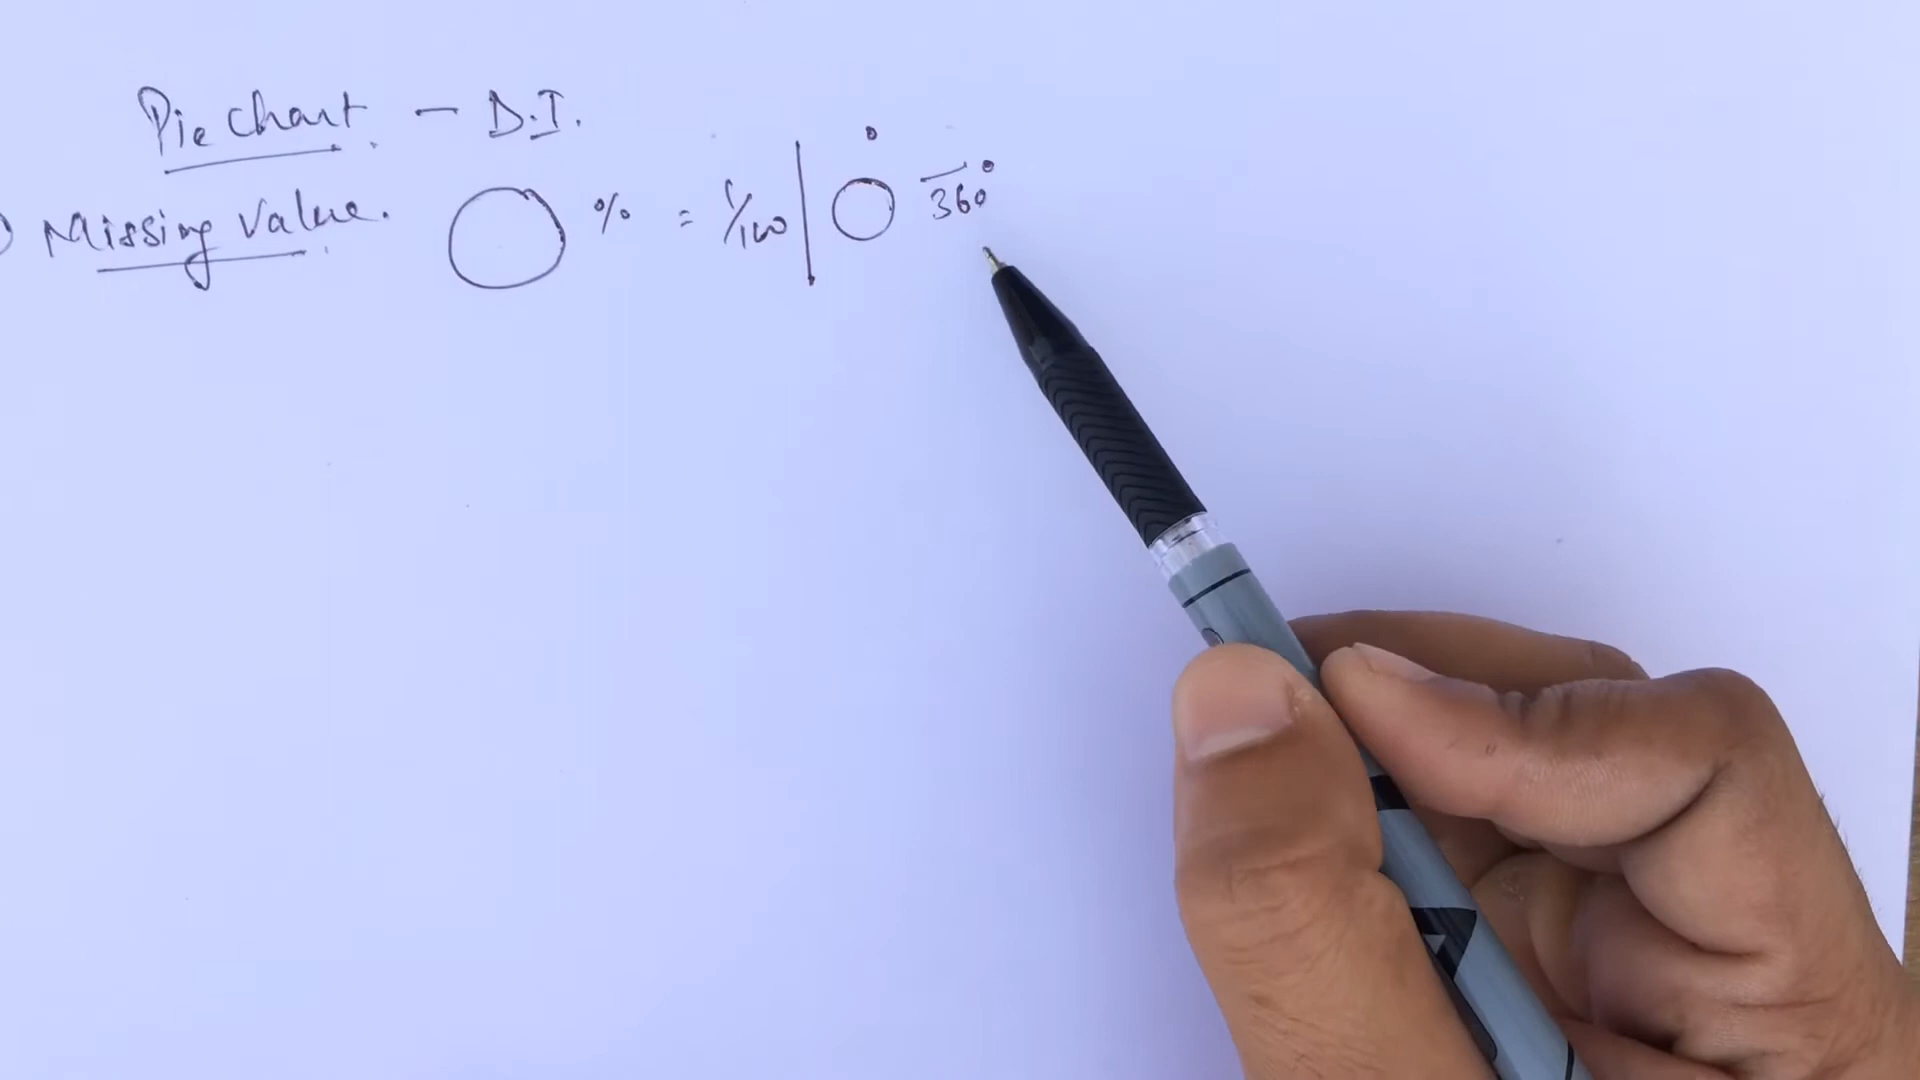 Pie Chart. - D.I.
) Missing Value. % = 1/100 | ° —° 360